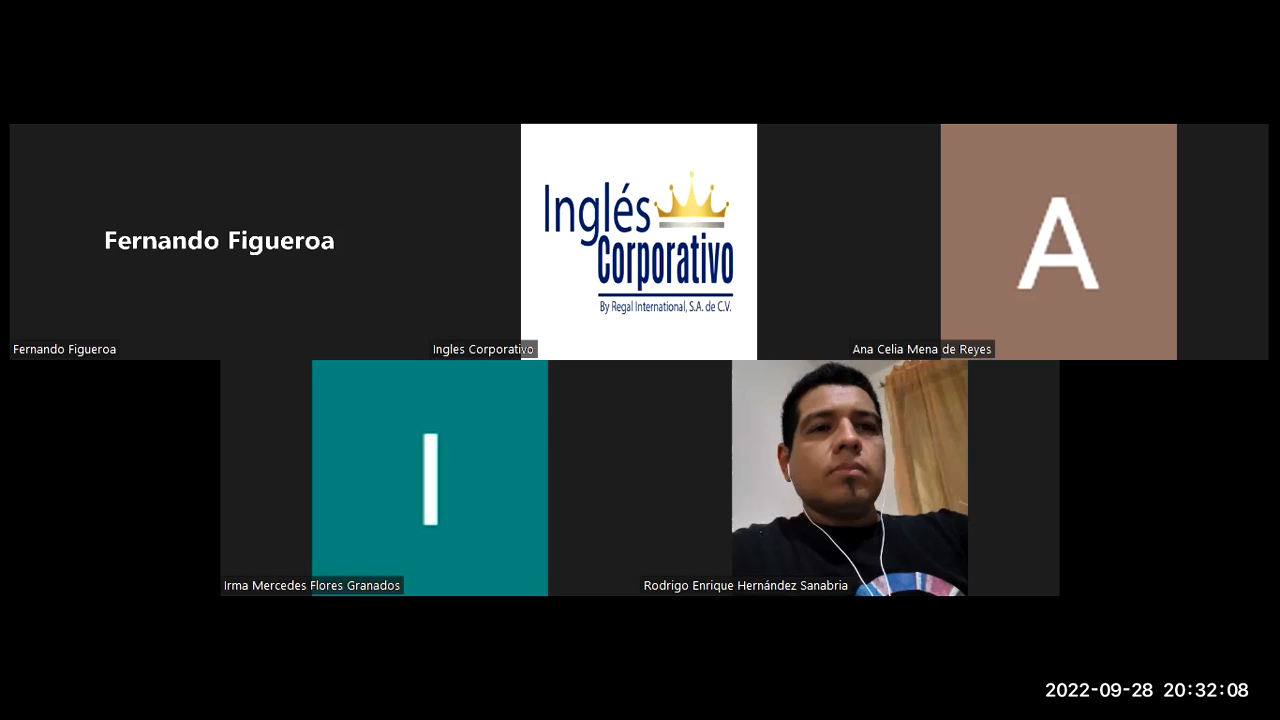 Fernando Figueroa
Fernando Figueroa
Inglés
Corporativo
By Regal International, S.A. de C.V.
Ingles Corporativo
A
Ana Celia Mena de Reyes
I
Irma Mercedes Flores Granados
Rodrigo Enrique Hernández Sanabria
2022-09-28 20:32:08